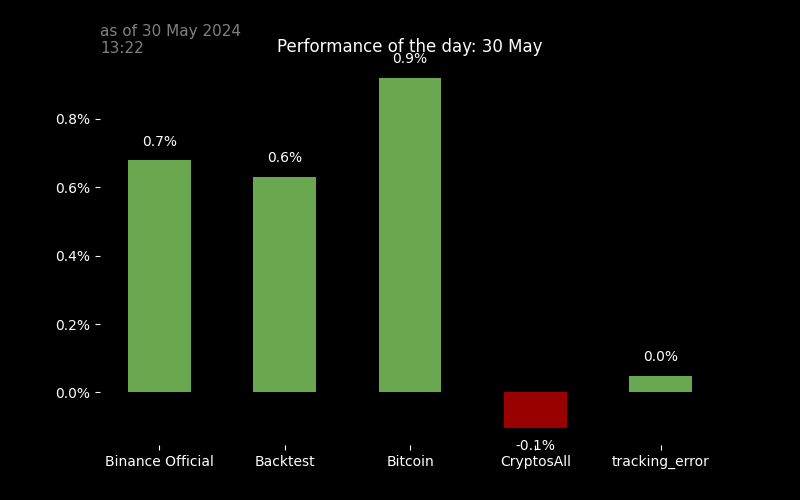 as of 30 May 2024
13:22
Performance of the day: 30 May
0.9%
0.8%
0.7%
0.6%
0.6%
0.4%
0.2%
0.0%
0.0%
-0.1%
Binance Official
Backtest
Bitcoin
CryptosAll
tracking_error